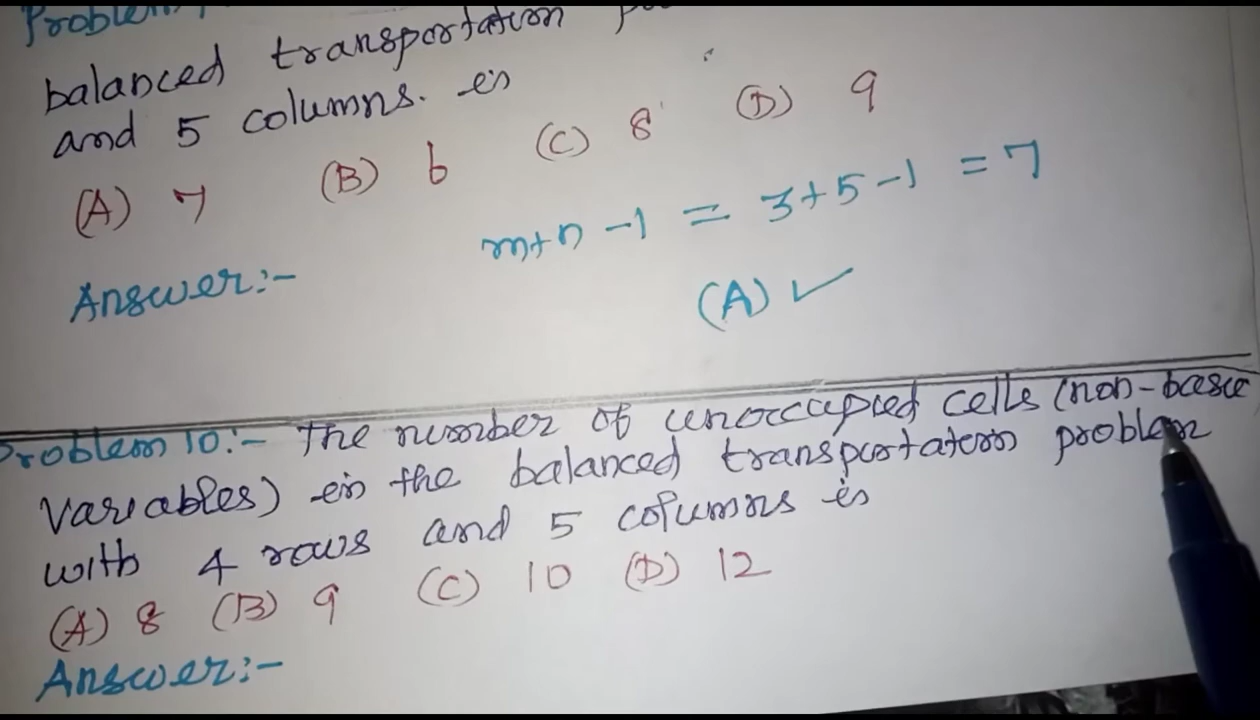 Problem
balanced transportation
and 5 columns. is
(A) 7 (B) 6 (C) 8 (D) 9
Answer:- m+n-1 = 3+5-1 = 7
(A) ✓
Problem 10:- The number of unoccupied cells (non-basic
variables) in the balanced transportation problem
with 4 rows and 5 columns is
(A) 8 (B) 9 (C) 10 (D) 12
Answer:-